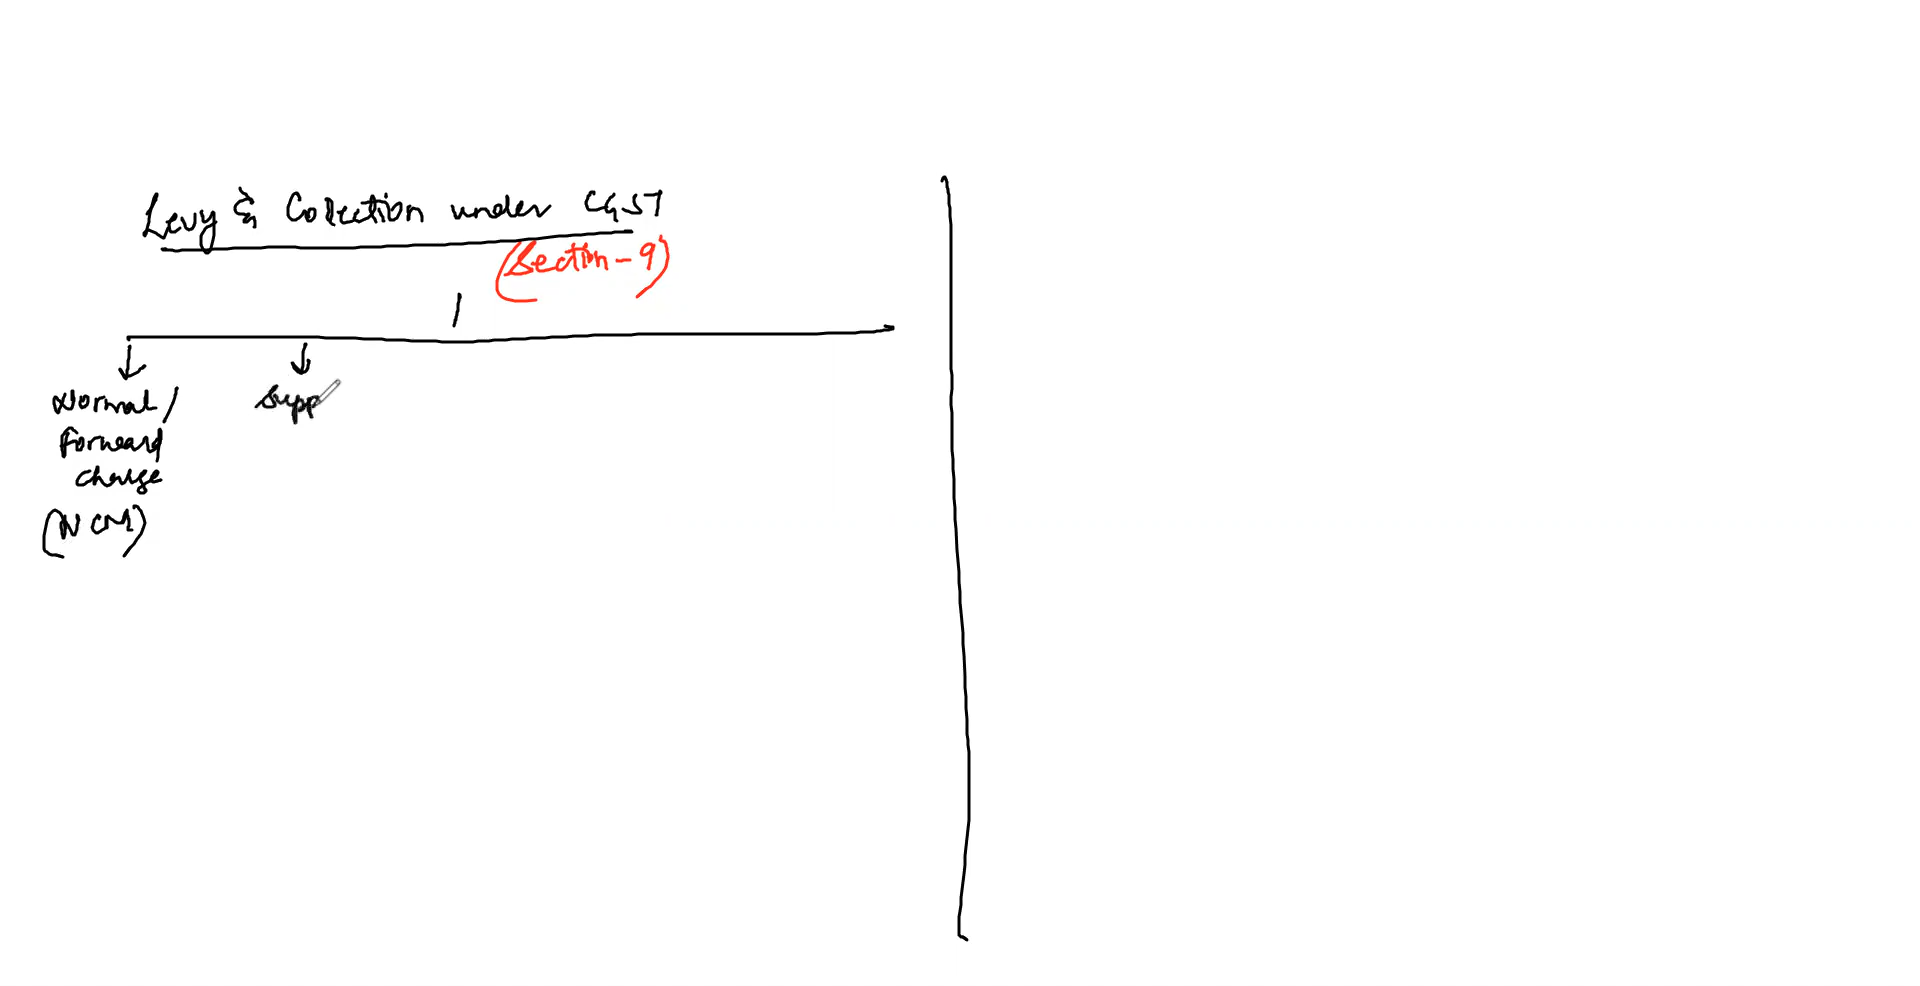 Levy & Collection under CGST
(Section - 9)
Normal /
Forward
charge
(NCM)
Supp